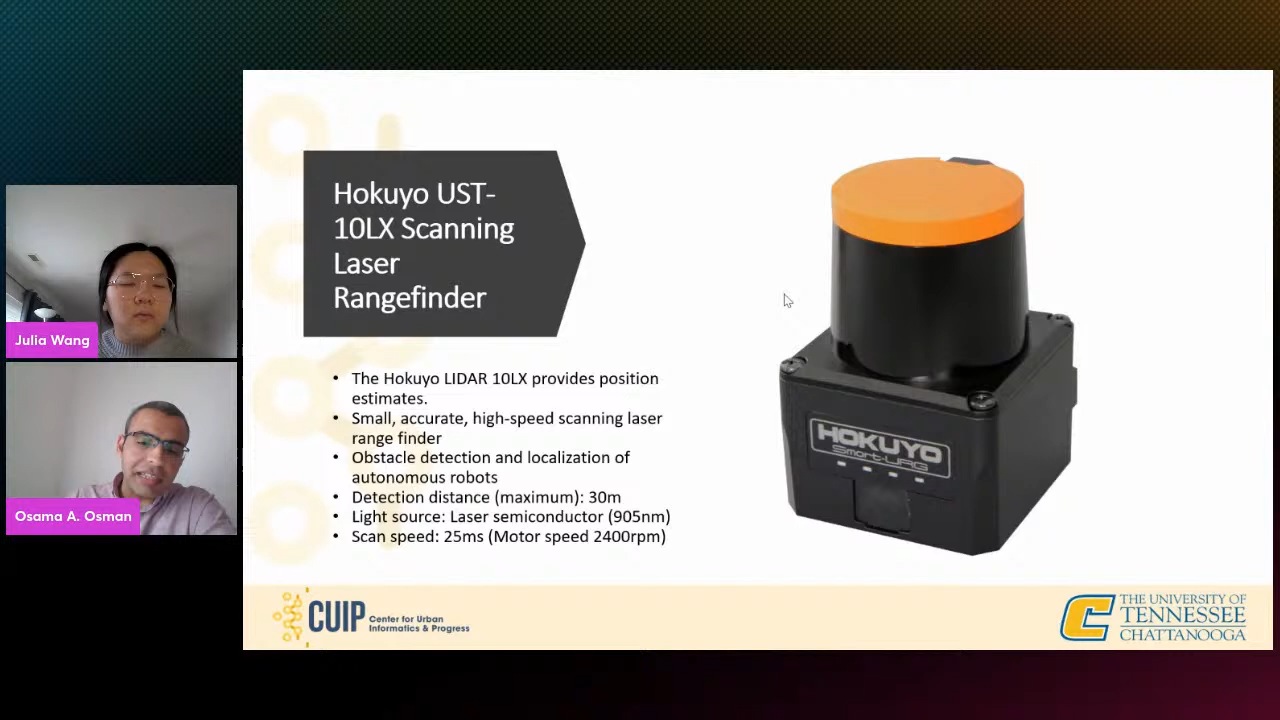 Hokuyo UST-
10LX Scanning
Laser
Rangefinder
Julia Wang
Osama A. Osman
• The Hokuyo LIDAR 10LX provides position
estimates.
• Small, accurate, high-speed scanning laser
range finder
• Obstacle detection and localization of
autonomous robots
• Detection distance (maximum): 30m
• Light source: Laser semiconductor (905nm)
• Scan speed: 25ms (Motor speed 2400rpm)
HOKUYO
Smart-URG
CUIP Center for Urban
Informatics & Progress
C
THE UNIVERSITY OF
TENNESSEE
CHATTANOOGA